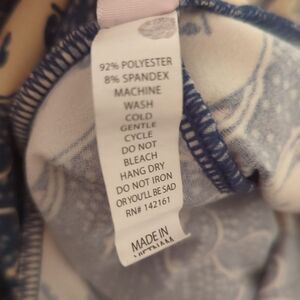 92% POLYESTER
8% SPANDEX
MACHINE
WASH
COLD
GENTLE
CYCLE
DO NOT
BLEACH
HANG DRY
DO NOT IRON
OR YOU'LL BE SAD
RN# 142161
MADE IN
VIETNAM